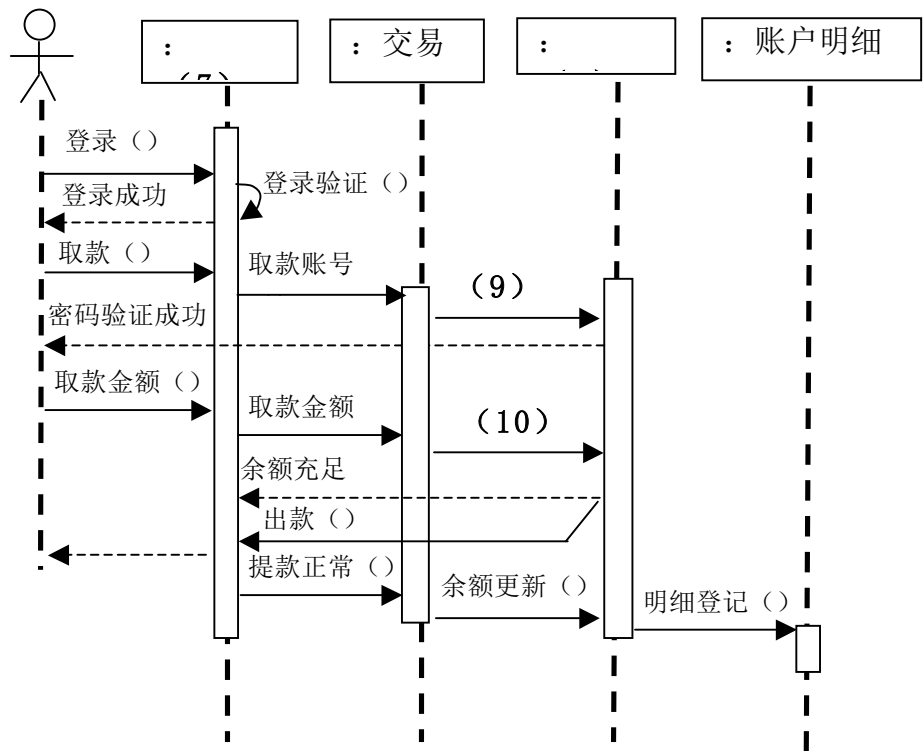 :
: 交易
:
: 账户明细
登录（）
登录验证（）
登录成功
取款（）
取款账号
（9）
密码验证成功
取款金额（）
取款金额
（10）
余额充足
出款（）
提款正常（）
余额更新（）
明细登记（）